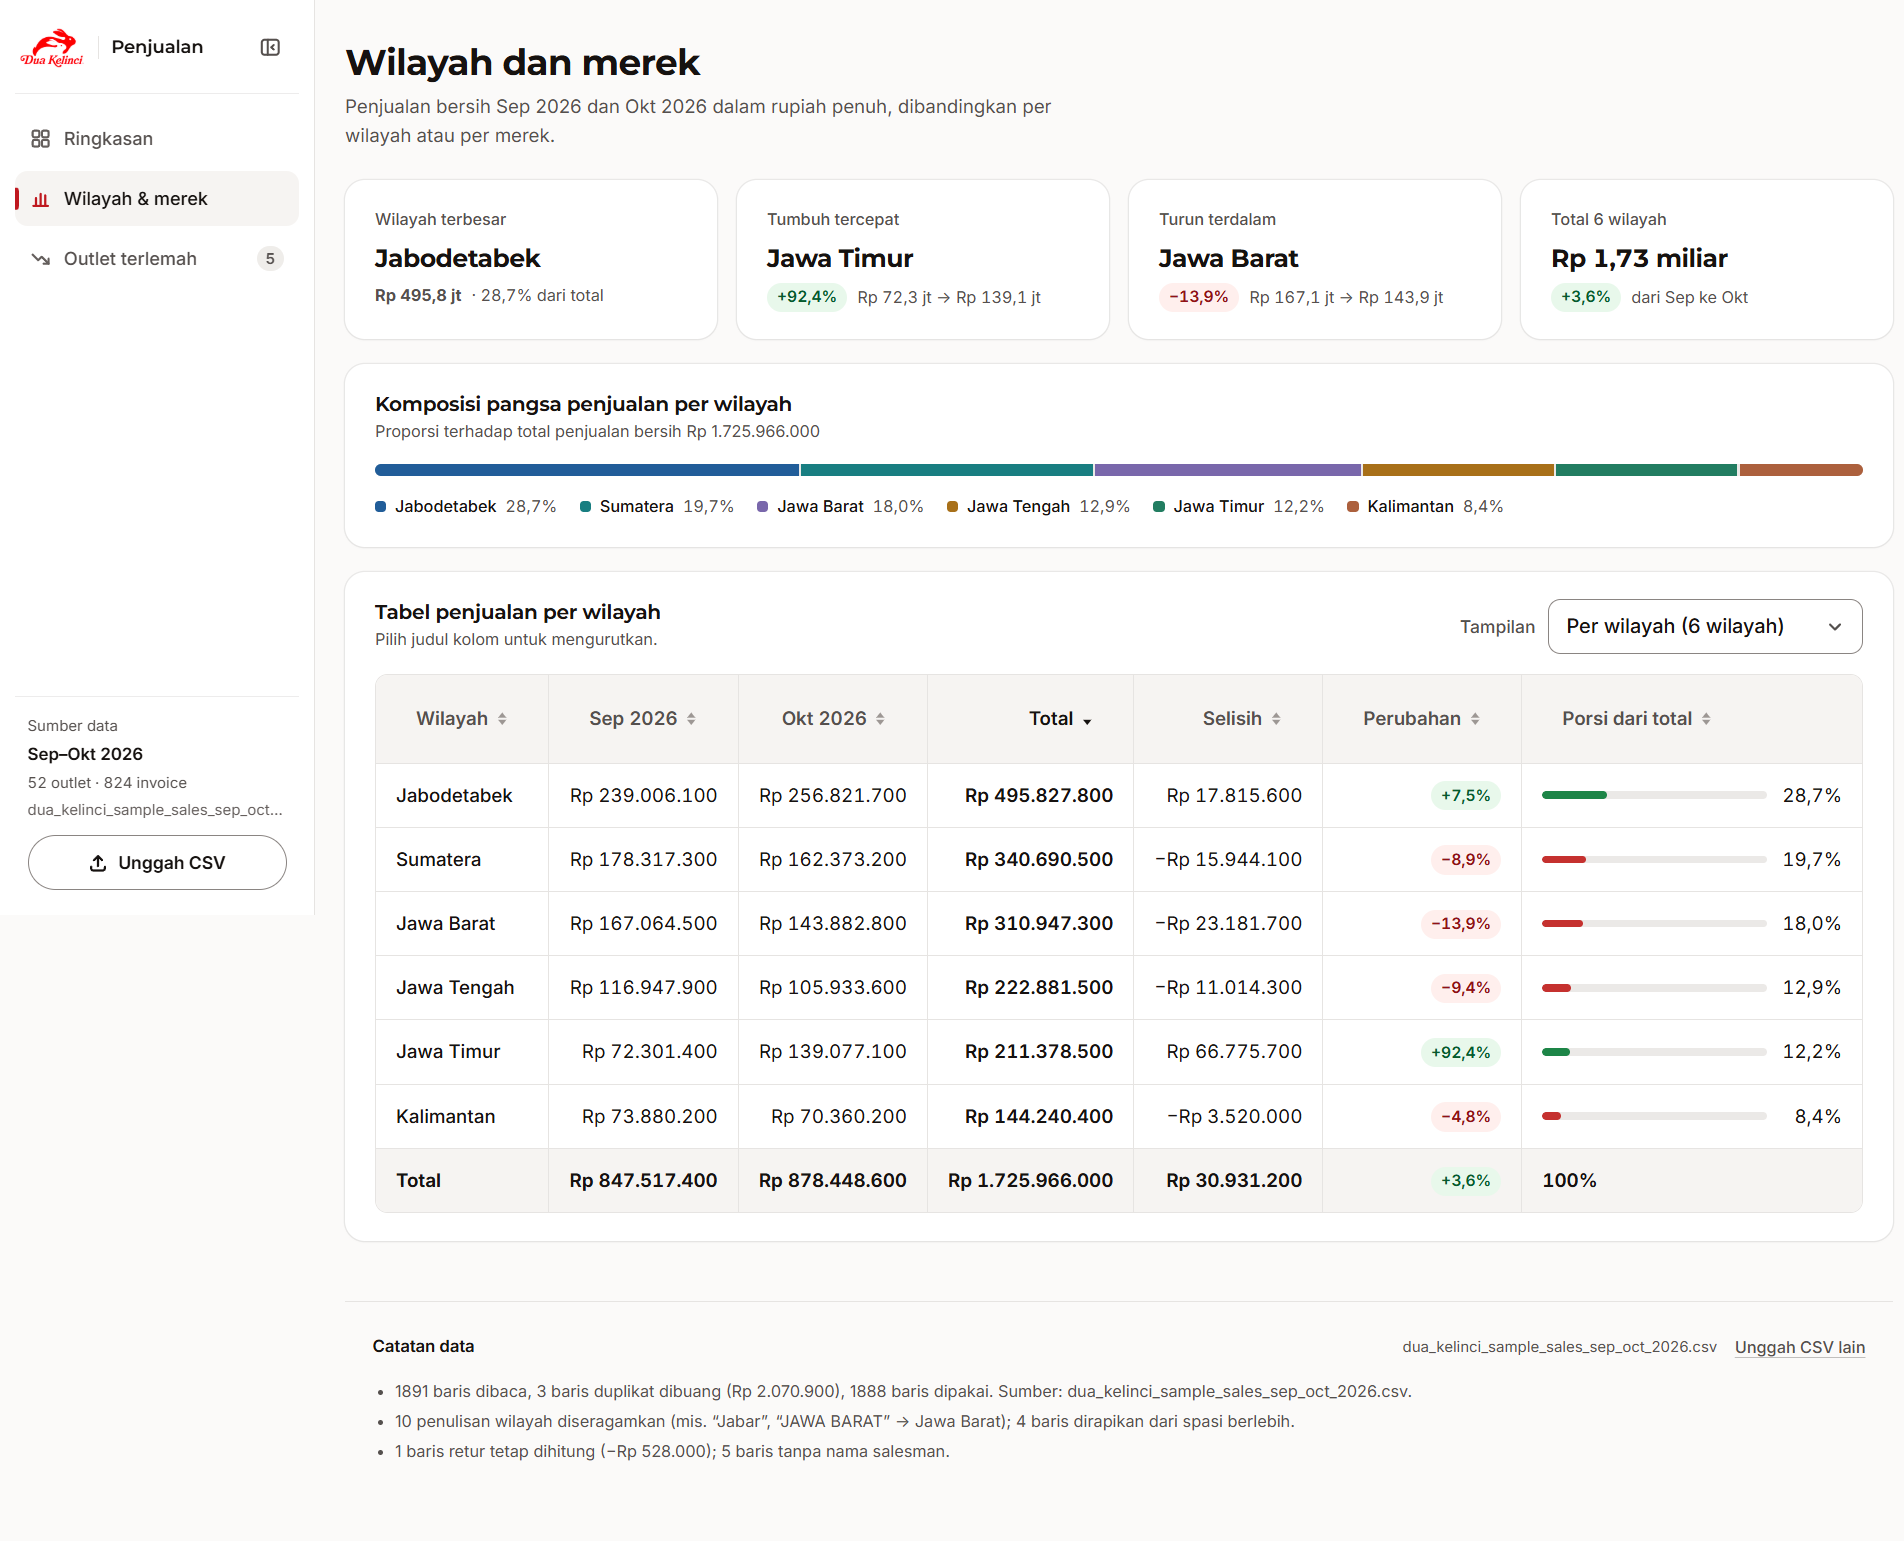 Dua Kelinci
Penjualan
Ringkasan
Wilayah & merek
Outlet terlemah 5
Sumber data
Sep–Okt 2026
52 outlet · 824 invoice
dua_kelinci_sample_sales_sep_oct...
Unggah CSV
Wilayah dan merek
Penjualan bersih Sep 2026 dan Okt 2026 dalam rupiah penuh, dibandingkan per
wilayah atau per merek.
Wilayah terbesar
Jabodetabek
Rp 495,8 jt · 28,7% dari total
Tumbuh tercepat
Jawa Timur
+92,4% Rp 72,3 jt → Rp 139,1 jt
Turun terdalam
Jawa Barat
−13,9% Rp 167,1 jt → Rp 143,9 jt
Total 6 wilayah
Rp 1,73 miliar
+3,6% dari Sep ke Okt
Komposisi pangsa penjualan per wilayah
Proporsi terhadap total penjualan bersih Rp 1.725.966.000
Jabodetabek 28,7% Sumatera 19,7% Jawa Barat 18,0% Jawa Tengah 12,9% Jawa Timur 12,2% Kalimantan 8,4%
Tabel penjualan per wilayah
Pilih judul kolom untuk mengurutkan.
Tampilan Per wilayah (6 wilayah)
Wilayah Sep 2026 Okt 2026 Total Selisih Perubahan Porsi dari total
Jabodetabek Rp 239.006.100 Rp 256.821.700 Rp 495.827.800 Rp 17.815.600 +7,5% 28,7%
Sumatera Rp 178.317.300 Rp 162.373.200 Rp 340.690.500 −Rp 15.944.100 −8,9% 19,7%
Jawa Barat Rp 167.064.500 Rp 143.882.800 Rp 310.947.300 −Rp 23.181.700 −13,9% 18,0%
Jawa Tengah Rp 116.947.900 Rp 105.933.600 Rp 222.881.500 −Rp 11.014.300 −9,4% 12,9%
Jawa Timur Rp 72.301.400 Rp 139.077.100 Rp 211.378.500 Rp 66.775.700 +92,4% 12,2%
Kalimantan Rp 73.880.200 Rp 70.360.200 Rp 144.240.400 −Rp 3.520.000 −4,8% 8,4%
Total Rp 847.517.400 Rp 878.448.600 Rp 1.725.966.000 Rp 30.931.200 +3,6% 100%
Catatan data
dua_kelinci_sample_sales_sep_oct_2026.csv Unggah CSV lain
• 1891 baris dibaca, 3 baris duplikat dibuang (Rp 2.070.900), 1888 baris dipakai. Sumber: dua_kelinci_sample_sales_sep_oct_2026.csv.
• 10 penulisan wilayah diseragamkan (mis. “Jabar”, “JAWA BARAT” → Jawa Barat); 4 baris dirapikan dari spasi berlebih.
• 1 baris retur tetap dihitung (−Rp 528.000); 5 baris tanpa nama salesman.